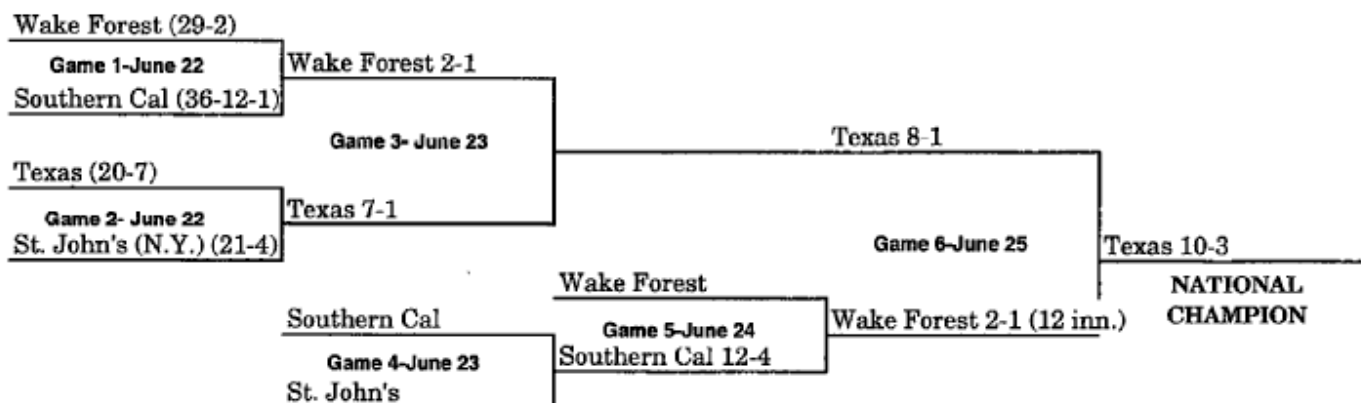 Wake Forest (29-2)
Game 1-June 22
Wake Forest 2-1
Southern Cal (36-12-1)
Game 3- June 23
Texas 8-1
Texas (20-7)
Game 2- June 22
Texas 7-1
St. John's (N.Y.) (21-4)
Game 6-June 25
Texas 10-3
NATIONAL
CHAMPION
Wake Forest
Southern Cal
Game 5-June 24
Wake Forest 2-1 (12 inn.)
Game 4-June 23
Southern Cal 12-4
St. John's